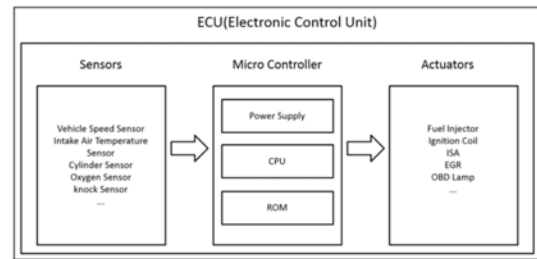 ECU(Electronic Control Unit)
Sensors
Vehicle Speed Sensor
Intake Air Temperature
Sensor
Cylinder Sensor
Oxygen Sensor
knock Sensor
...
Micro Controller
Power Supply
CPU
ROM
Actuators
Fuel Injector
Ignition Coil
ISA
EGR
OBD Lamp
...